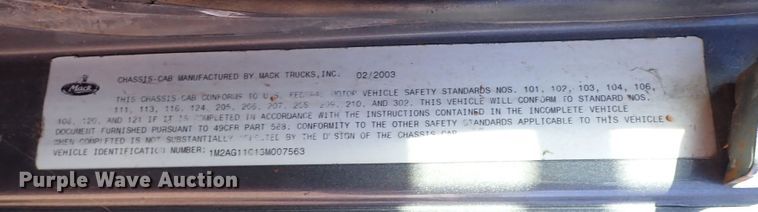 Mack
CHASSIS-CAB MANUFACTURED BY MACK TRUCKS, INC. 02/2003
THIS CHASSIS-CAB CONFORMS TO U.S. FEDERAL MOTOR VEHICLE SAFETY STANDARDS NOS. 101, 102, 103, 104, 106,
111, 113, 116, 124, 205, 206, 207, 208, 209, 210, AND 302. THIS VEHICLE WILL CONFORM TO STANDARD NOS.
108, 120, AND 121 IF IT IS COMPLETED IN ACCORDANCE WITH THE INSTRUCTIONS CONTAINED IN THE INCOMPLETE VEHICLE
DOCUMENT FURNISHED PURSUANT TO 49CFR PART 568. CONFORMITY TO THE OTHER SAFETY STANDARDS APPLICABLE TO THIS VEHICLE
WHEN COMPLETED IS NOT SUBSTANTIALLY BY THE DESIGN OF THE CHASSIS CAB
VEHICLE IDENTIFICATION NUMBER: 1M2AG11C13M007563
Purple Wave Auction